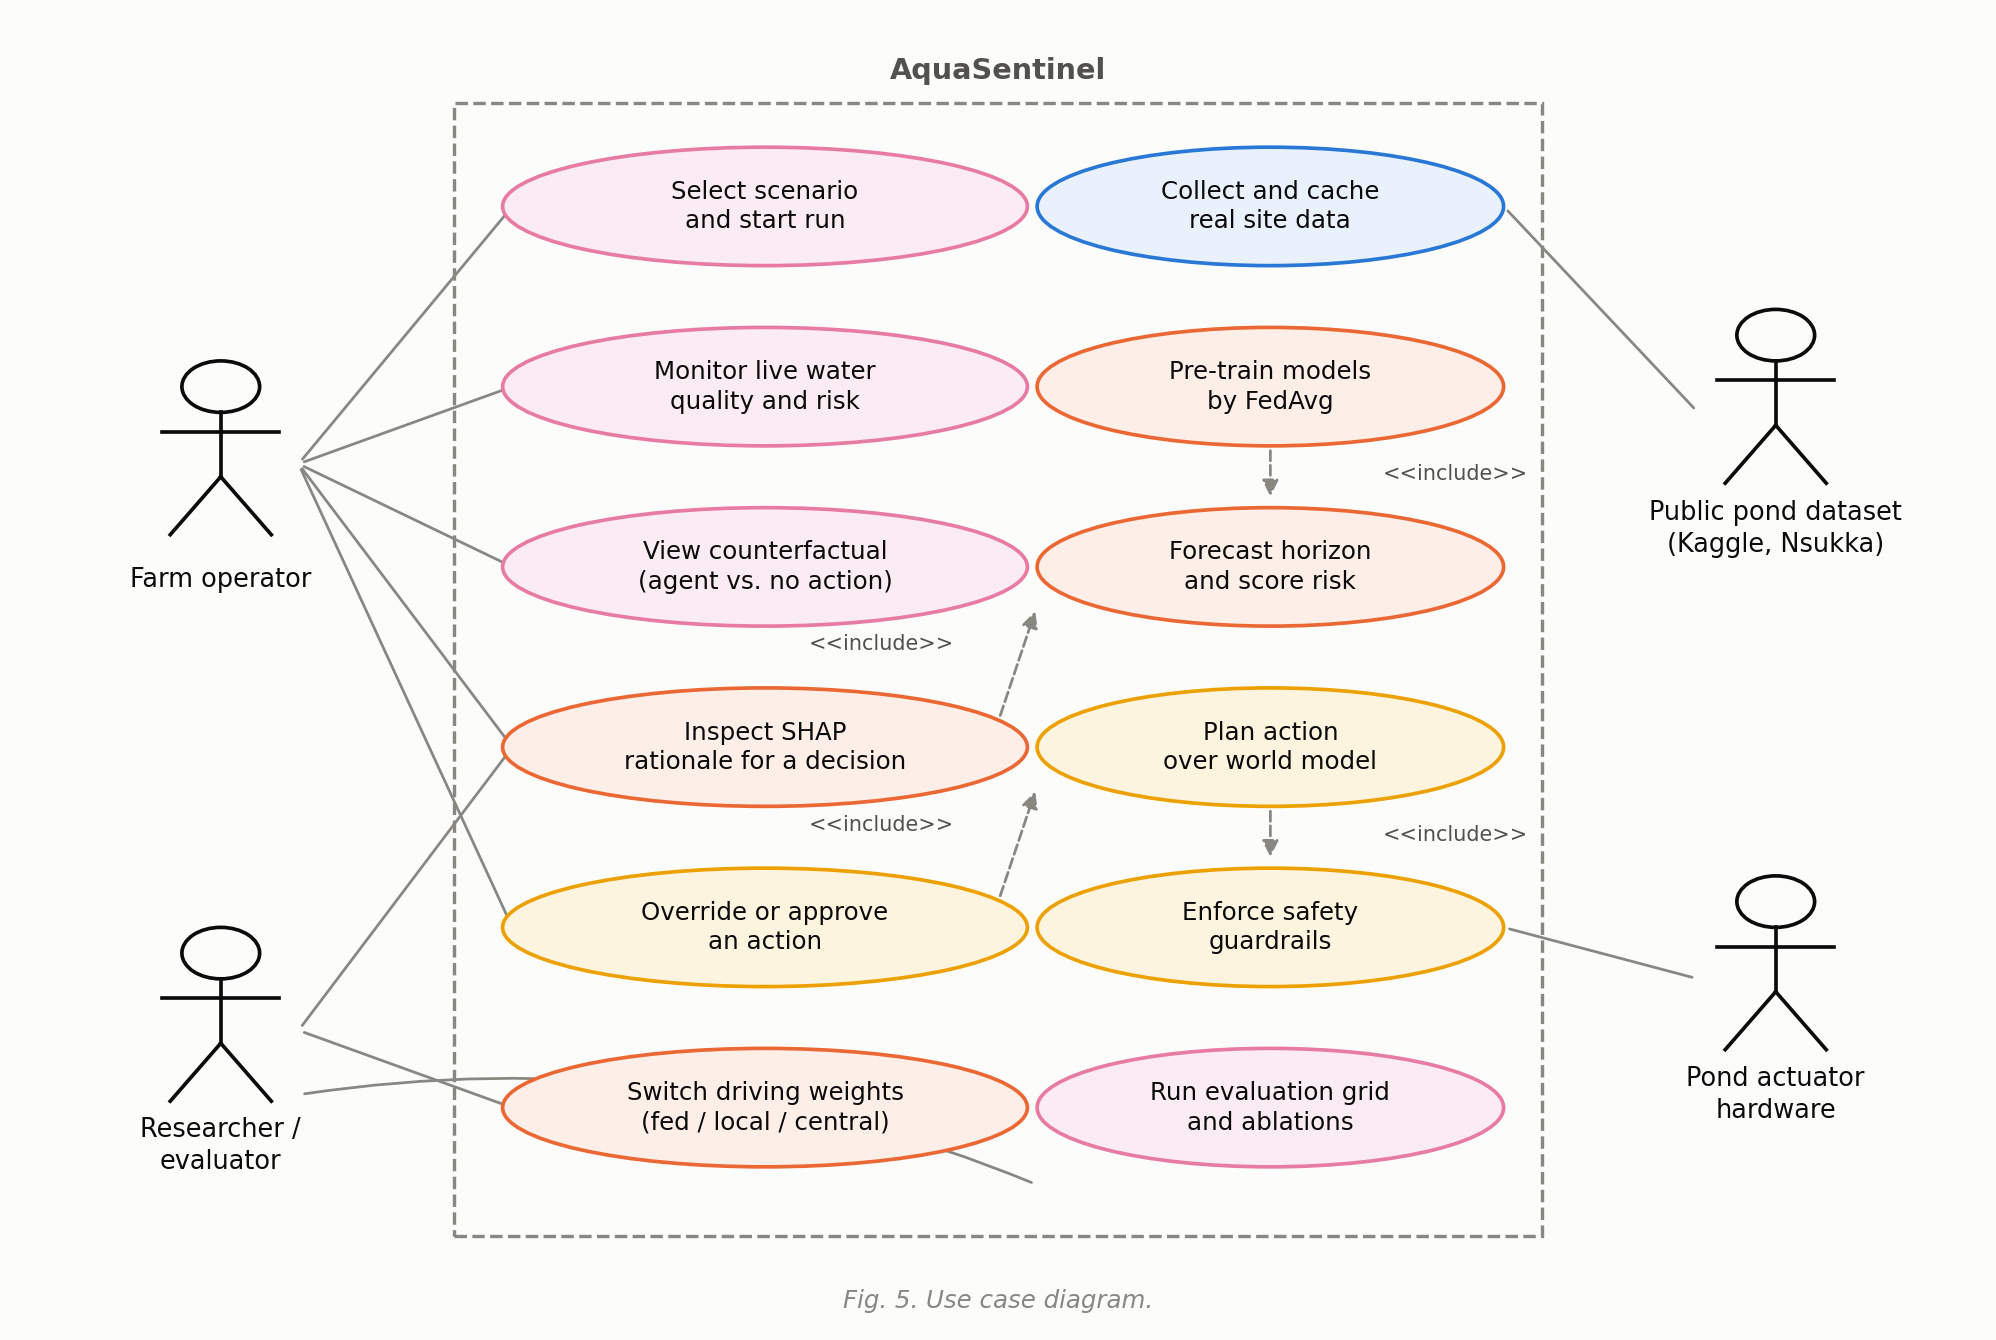 AquaSentinel
Select scenario
and start run
Collect and cache
real site data
Monitor live water
quality and risk
Pre-train models
by FedAvg
<<include>>
Farm operator
View counterfactual
(agent vs. no action)
Forecast horizon
and score risk
Public pond dataset
(Kaggle, Nsukka)
<<include>>
Inspect SHAP
rationale for a decision
Plan action
over world model
<<include>>
<<include>>
Override or approve
an action
Enforce safety
guardrails
Researcher /
evaluator
Switch driving weights
(fed / local / central)
Run evaluation grid
and ablations
Pond actuator
hardware
Fig. 5. Use case diagram.